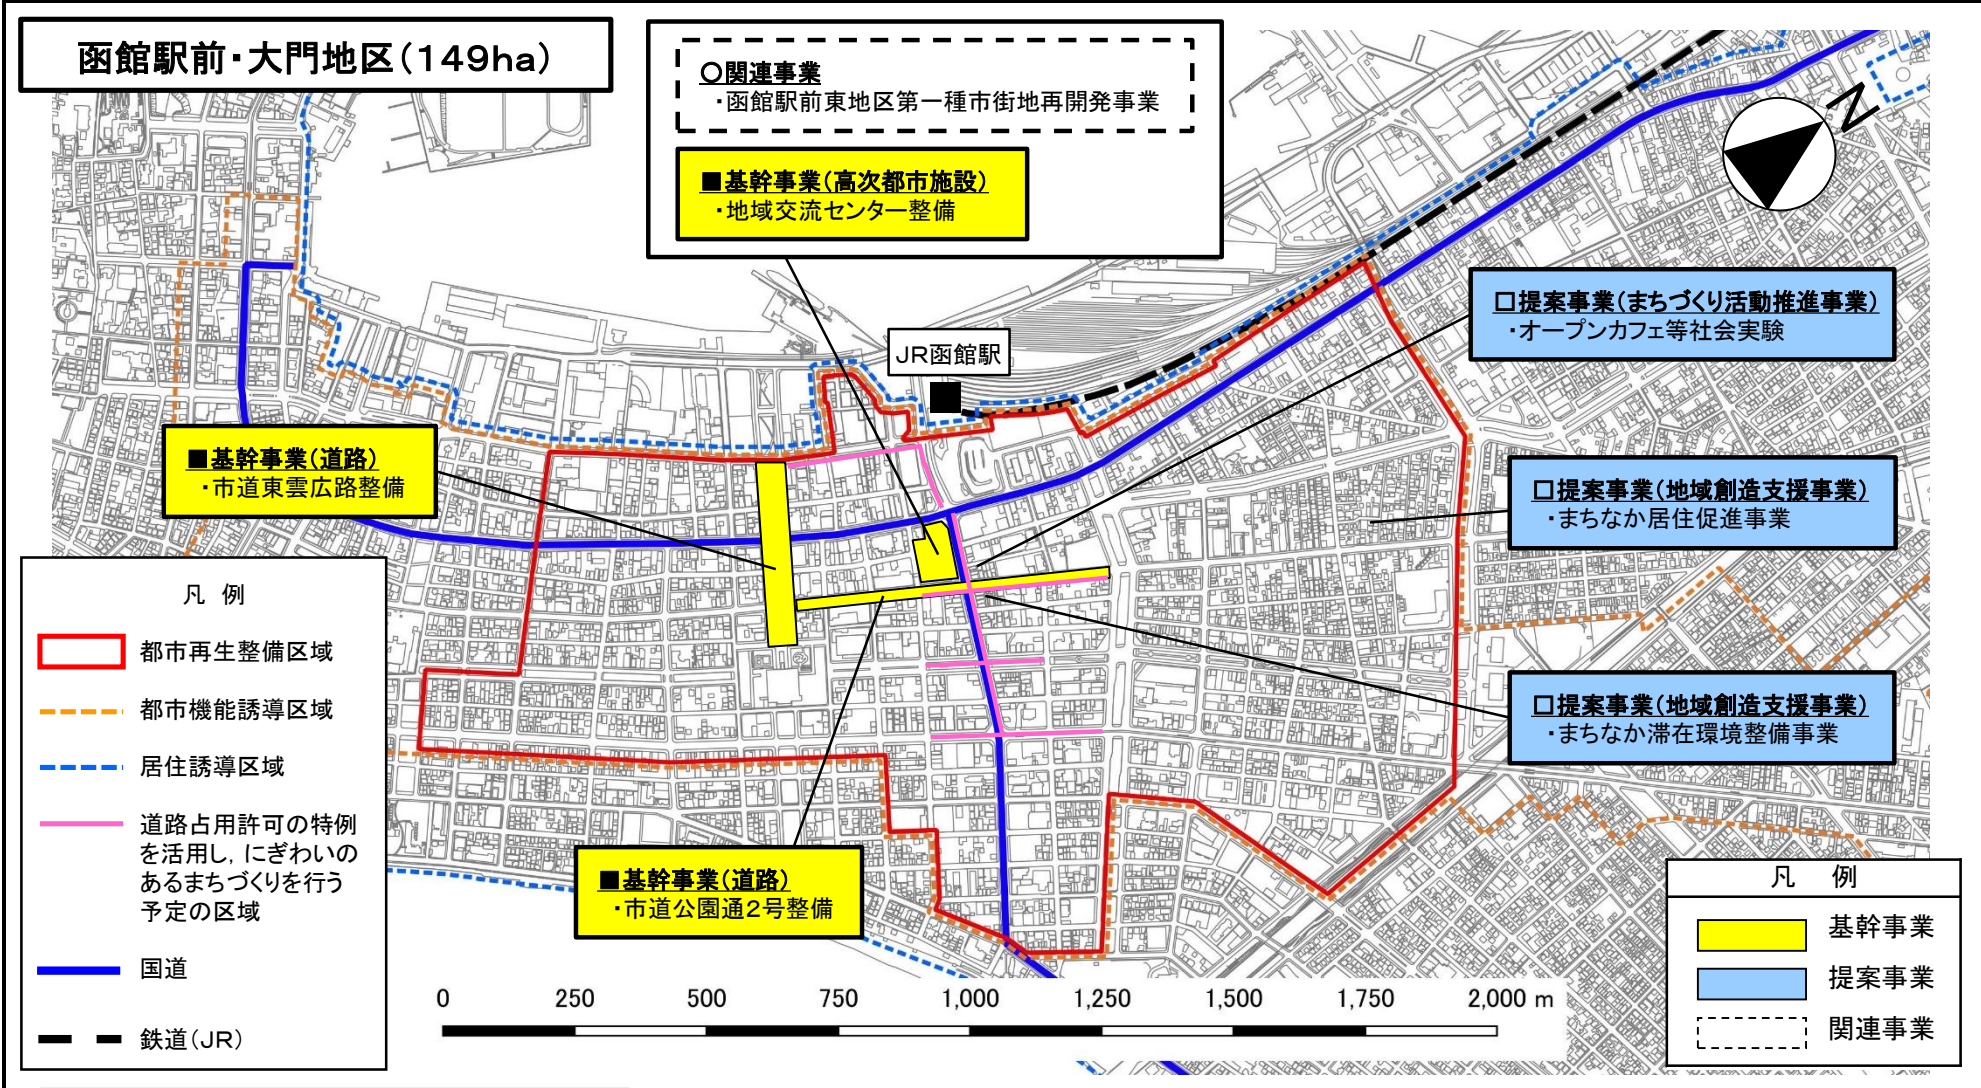 函館駅前・大門地区(149ha)
○関連事業
・函館駅前東地区第一種市街地再開発事業
■基幹事業(高次都市施設)
・地域交流センター整備
N
□提案事業(まちづくり活動推進事業)
・オープンカフェ等社会実験
JR函館駅
■基幹事業(道路)
・市道東雲広路整備
□提案事業(地域創造支援事業)
・まちなか居住促進事業
□提案事業(地域創造支援事業)
・まちなか滞在環境整備事業
■基幹事業(道路)
・市道公園通2号整備
凡 例
都市再生整備区域
都市機能誘導区域
居住誘導区域
道路占用許可の特例
を活用し,にぎわいの
あるまちづくりを行う
予定の区域
国道
鉄道(JR)
0 250 500 750 1,000 1,250 1,500 1,750 2,000 m
凡 例
基幹事業
提案事業
関連事業